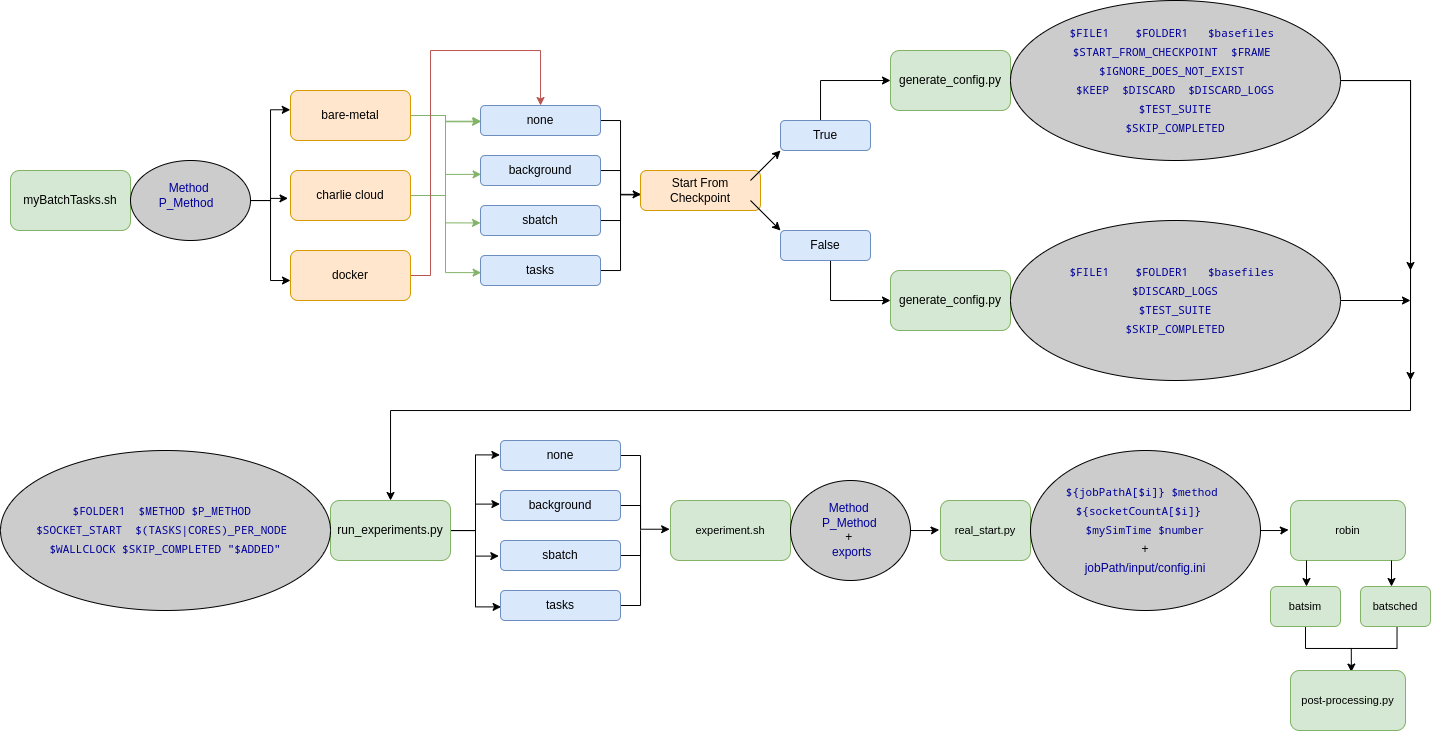 myBatchTasks.sh
Method
P_Method
bare-metal
charlie cloud
docker
none
background
sbatch
tasks
Start From
Checkpoint
True
False
generate_config.py
$FILE1 $FOLDER1 $basefiles
$START_FROM_CHECKPOINT $FRAME
$IGNORE_DOES_NOT_EXIST
$KEEP $DISCARD $DISCARD_LOGS
$TEST_SUITE
$SKIP_COMPLETED
generate_config.py
$FILE1 $FOLDER1 $basefiles
$DISCARD_LOGS
$TEST_SUITE
$SKIP_COMPLETED
$FOLDER1 $METHOD $P_METHOD
$SOCKET_START $(TASKS|CORES)_PER_NODE
$WALLCLOCK $SKIP_COMPLETED "$ADDED"
run_experiments.py
none
background
sbatch
tasks
experiment.sh
Method
P_Method
+
exports
real_start.py
${jobPathA[$i]} $method
${socketCountA[$i]}
$mySimTime $number
+
jobPath/input/config.ini
robin
batsim
batsched
post-processing.py